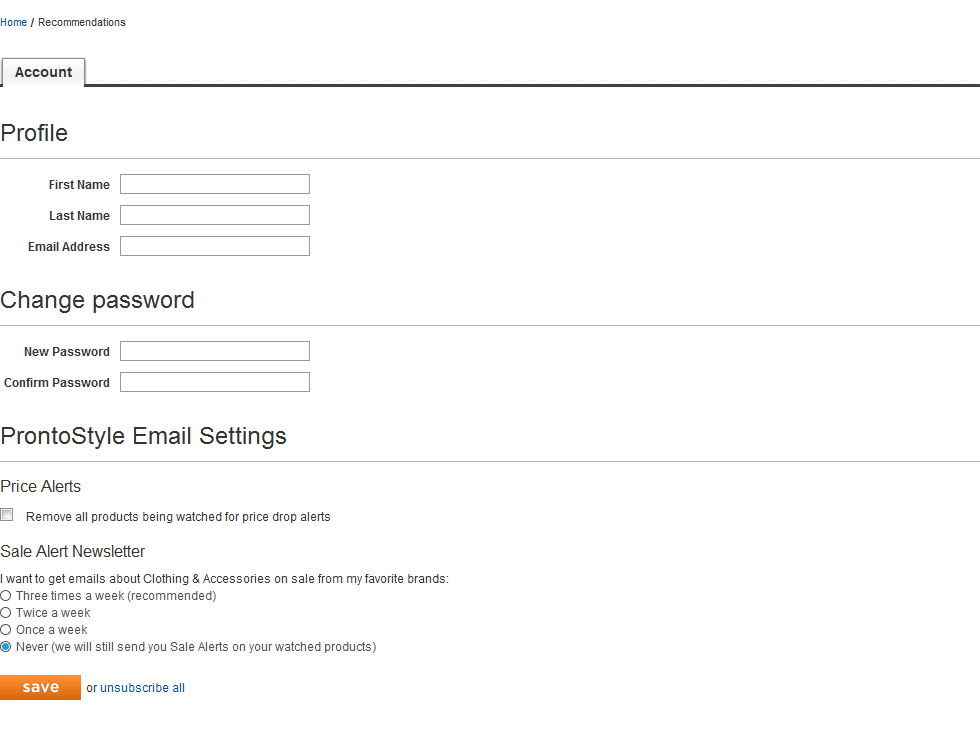 Home / Recommendations
Account
Profile
First Name
Last Name
Email Address
Change password
New Password
Confirm Password
ProntoStyle Email Settings
Price Alerts
Remove all products being watched for price drop alerts
Sale Alert Newsletter
I want to get emails about Clothing & Accessories on sale from my favorite brands:
Three times a week (recommended)
Twice a week
Once a week
Never (we will still send you Sale Alerts on your watched products)
save or unsubscribe all